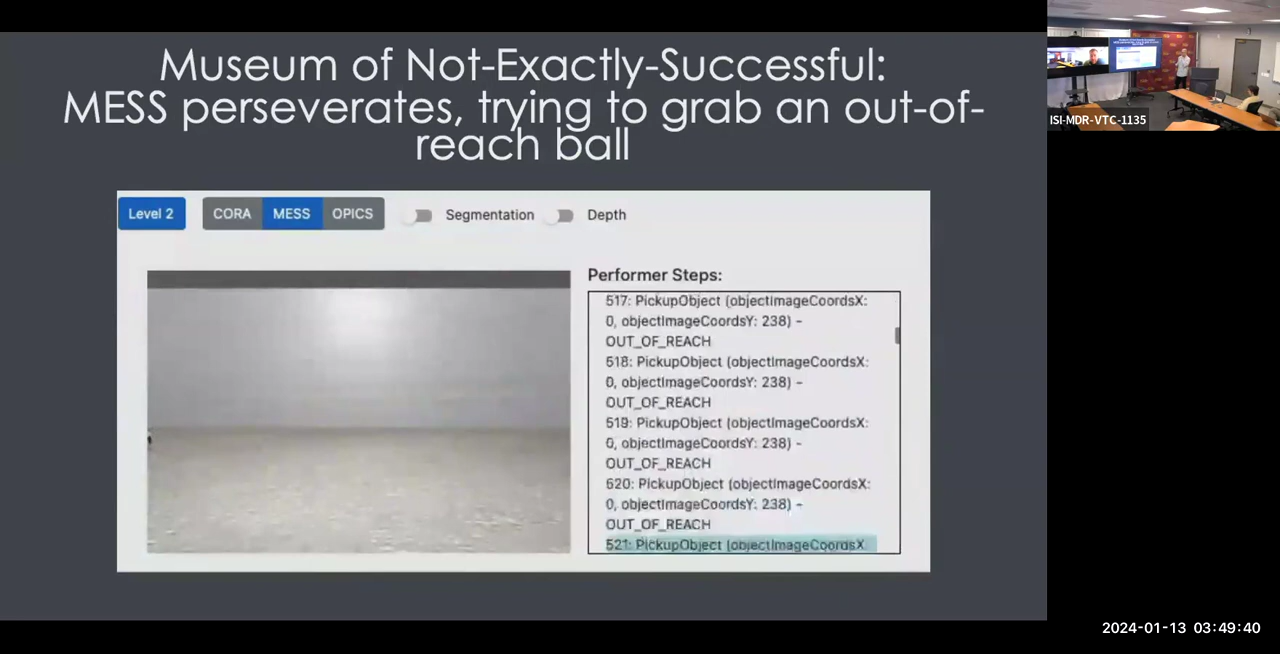 Museum of Not-Exactly-Successful:
MESS perseverates, trying to grab an out-of-
reach ball
Level 2
CORA
MESS
OPICS
Segmentation
Depth
Performer Steps:
517: PickupObject (objectImageCoordsX:
0, objectImageCoordsY: 238) -
OUT_OF_REACH
518: PickupObject (objectImageCoordsX:
0, objectImageCoordsY: 238) -
OUT_OF_REACH
519: PickupObject (objectImageCoordsX:
0, objectImageCoordsY: 238) -
OUT_OF_REACH
520: PickupObject (objectImageCoordsX:
0, objectImageCoordsY: 238) -
OUT_OF_REACH
521: PickupObject (objectImageCoordsX:
ISI-MDR-VTC-1135
2024-01-13 03:49:40